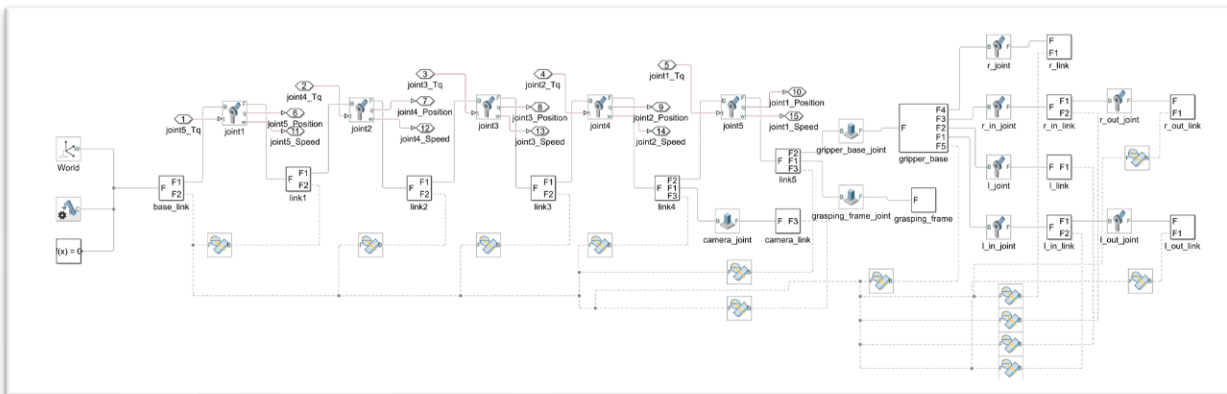 World
f(x) = 0
F
F1
F2
base_link
1
joint5_Tq
B
F
joint1
6
joint5_Position
11
joint5_Speed
F
F1
F2
link1
2
joint4_Tq
joint2
7
joint4_Position
12
joint4_Speed
F
F1
F2
link2
3
joint3_Tq
joint3
8
joint3_Position
13
joint3_Speed
F
F1
F2
link3
4
joint2_Tq
joint4
9
joint2_Position
14
joint2_Speed
F2
F
F1
F3
link4
B
F
camera_joint
F
F3
camera_link
5
joint1_Tq
joint5
10
joint1_Position
15
joint1_Speed
F2
F
F1
F3
link5
B
F
gripper_base_joint
B
F
grasping_frame_joint
F
grasping_frame
F4
F3
F
F2
F1
F5
gripper_base
B
F
r_joint
F
F1
r_link
B
F
r_in_joint
F
F1
F2
r_in_link
B
F
r_out_joint
F
F1
r_out_link
B
F
l_joint
F
F1
l_link
B
F
l_in_joint
F
F1
F2
l_in_link
B
F
l_out_joint
F
F1
l_out_link